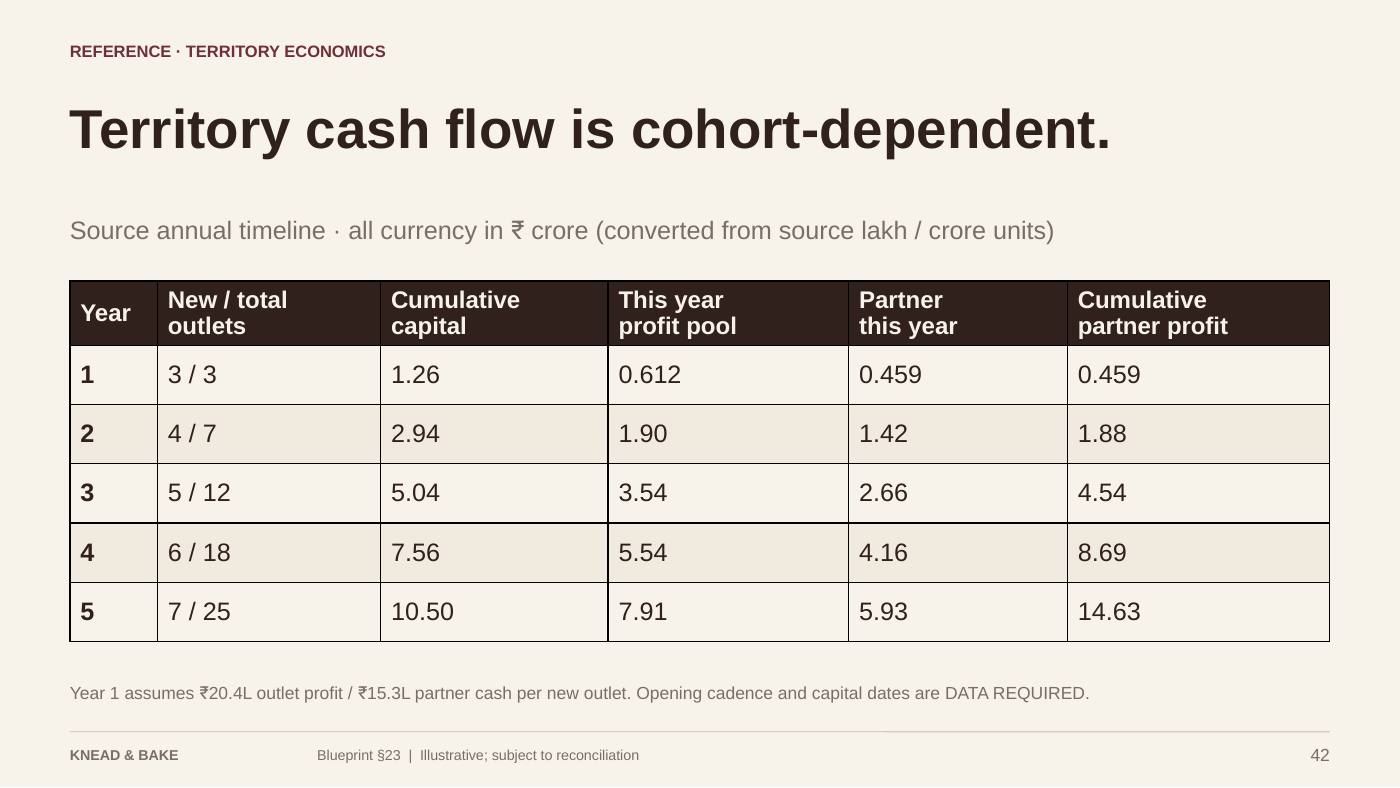 REFERENCE · TERRITORY ECONOMICS
Territory cash flow is cohort-dependent.
Source annual timeline · all currency in ₹ crore (converted from source lakh / crore units)
Year | New / total outlets | Cumulative capital | This year profit pool | Partner this year | Cumulative partner profit
1 | 3 / 3 | 1.26 | 0.612 | 0.459 | 0.459
2 | 4 / 7 | 2.94 | 1.90 | 1.42 | 1.88
3 | 5 / 12 | 5.04 | 3.54 | 2.66 | 4.54
4 | 6 / 18 | 7.56 | 5.54 | 4.16 | 8.69
5 | 7 / 25 | 10.50 | 7.91 | 5.93 | 14.63
Year 1 assumes ₹20.4L outlet profit / ₹15.3L partner cash per new outlet. Opening cadence and capital dates are DATA REQUIRED.
KNEAD & BAKE
Blueprint §23 | Illustrative; subject to reconciliation
42